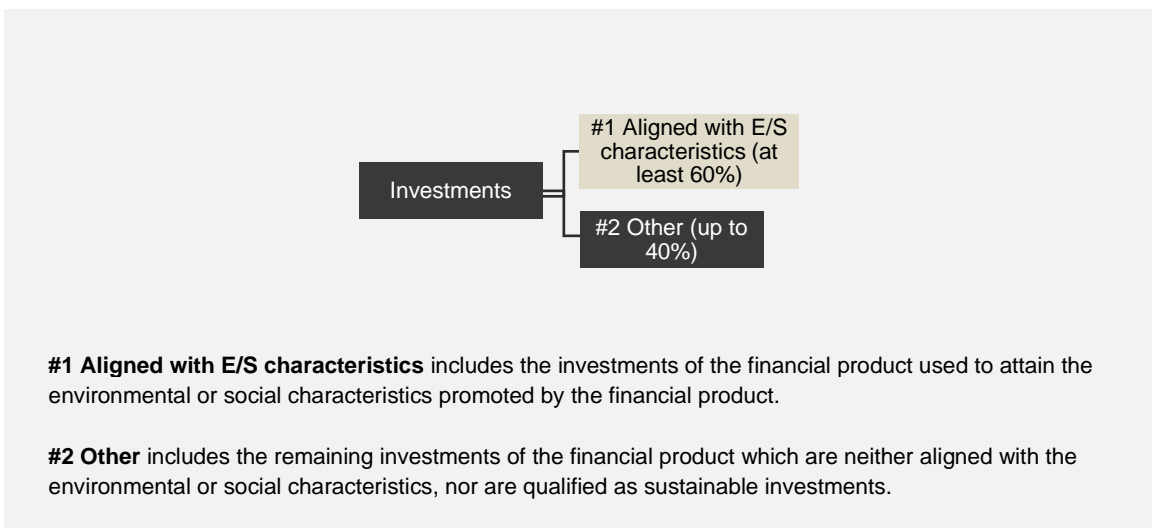 #1 Aligned with E/S
characteristics (at
least 60%)
Investments
#2 Other (up to
40%)
#1 Aligned with E/S characteristics includes the investments of the financial product used to attain the
environmental or social characteristics promoted by the financial product.
#2 Other includes the remaining investments of the financial product which are neither aligned with the
environmental or social characteristics, nor are qualified as sustainable investments.